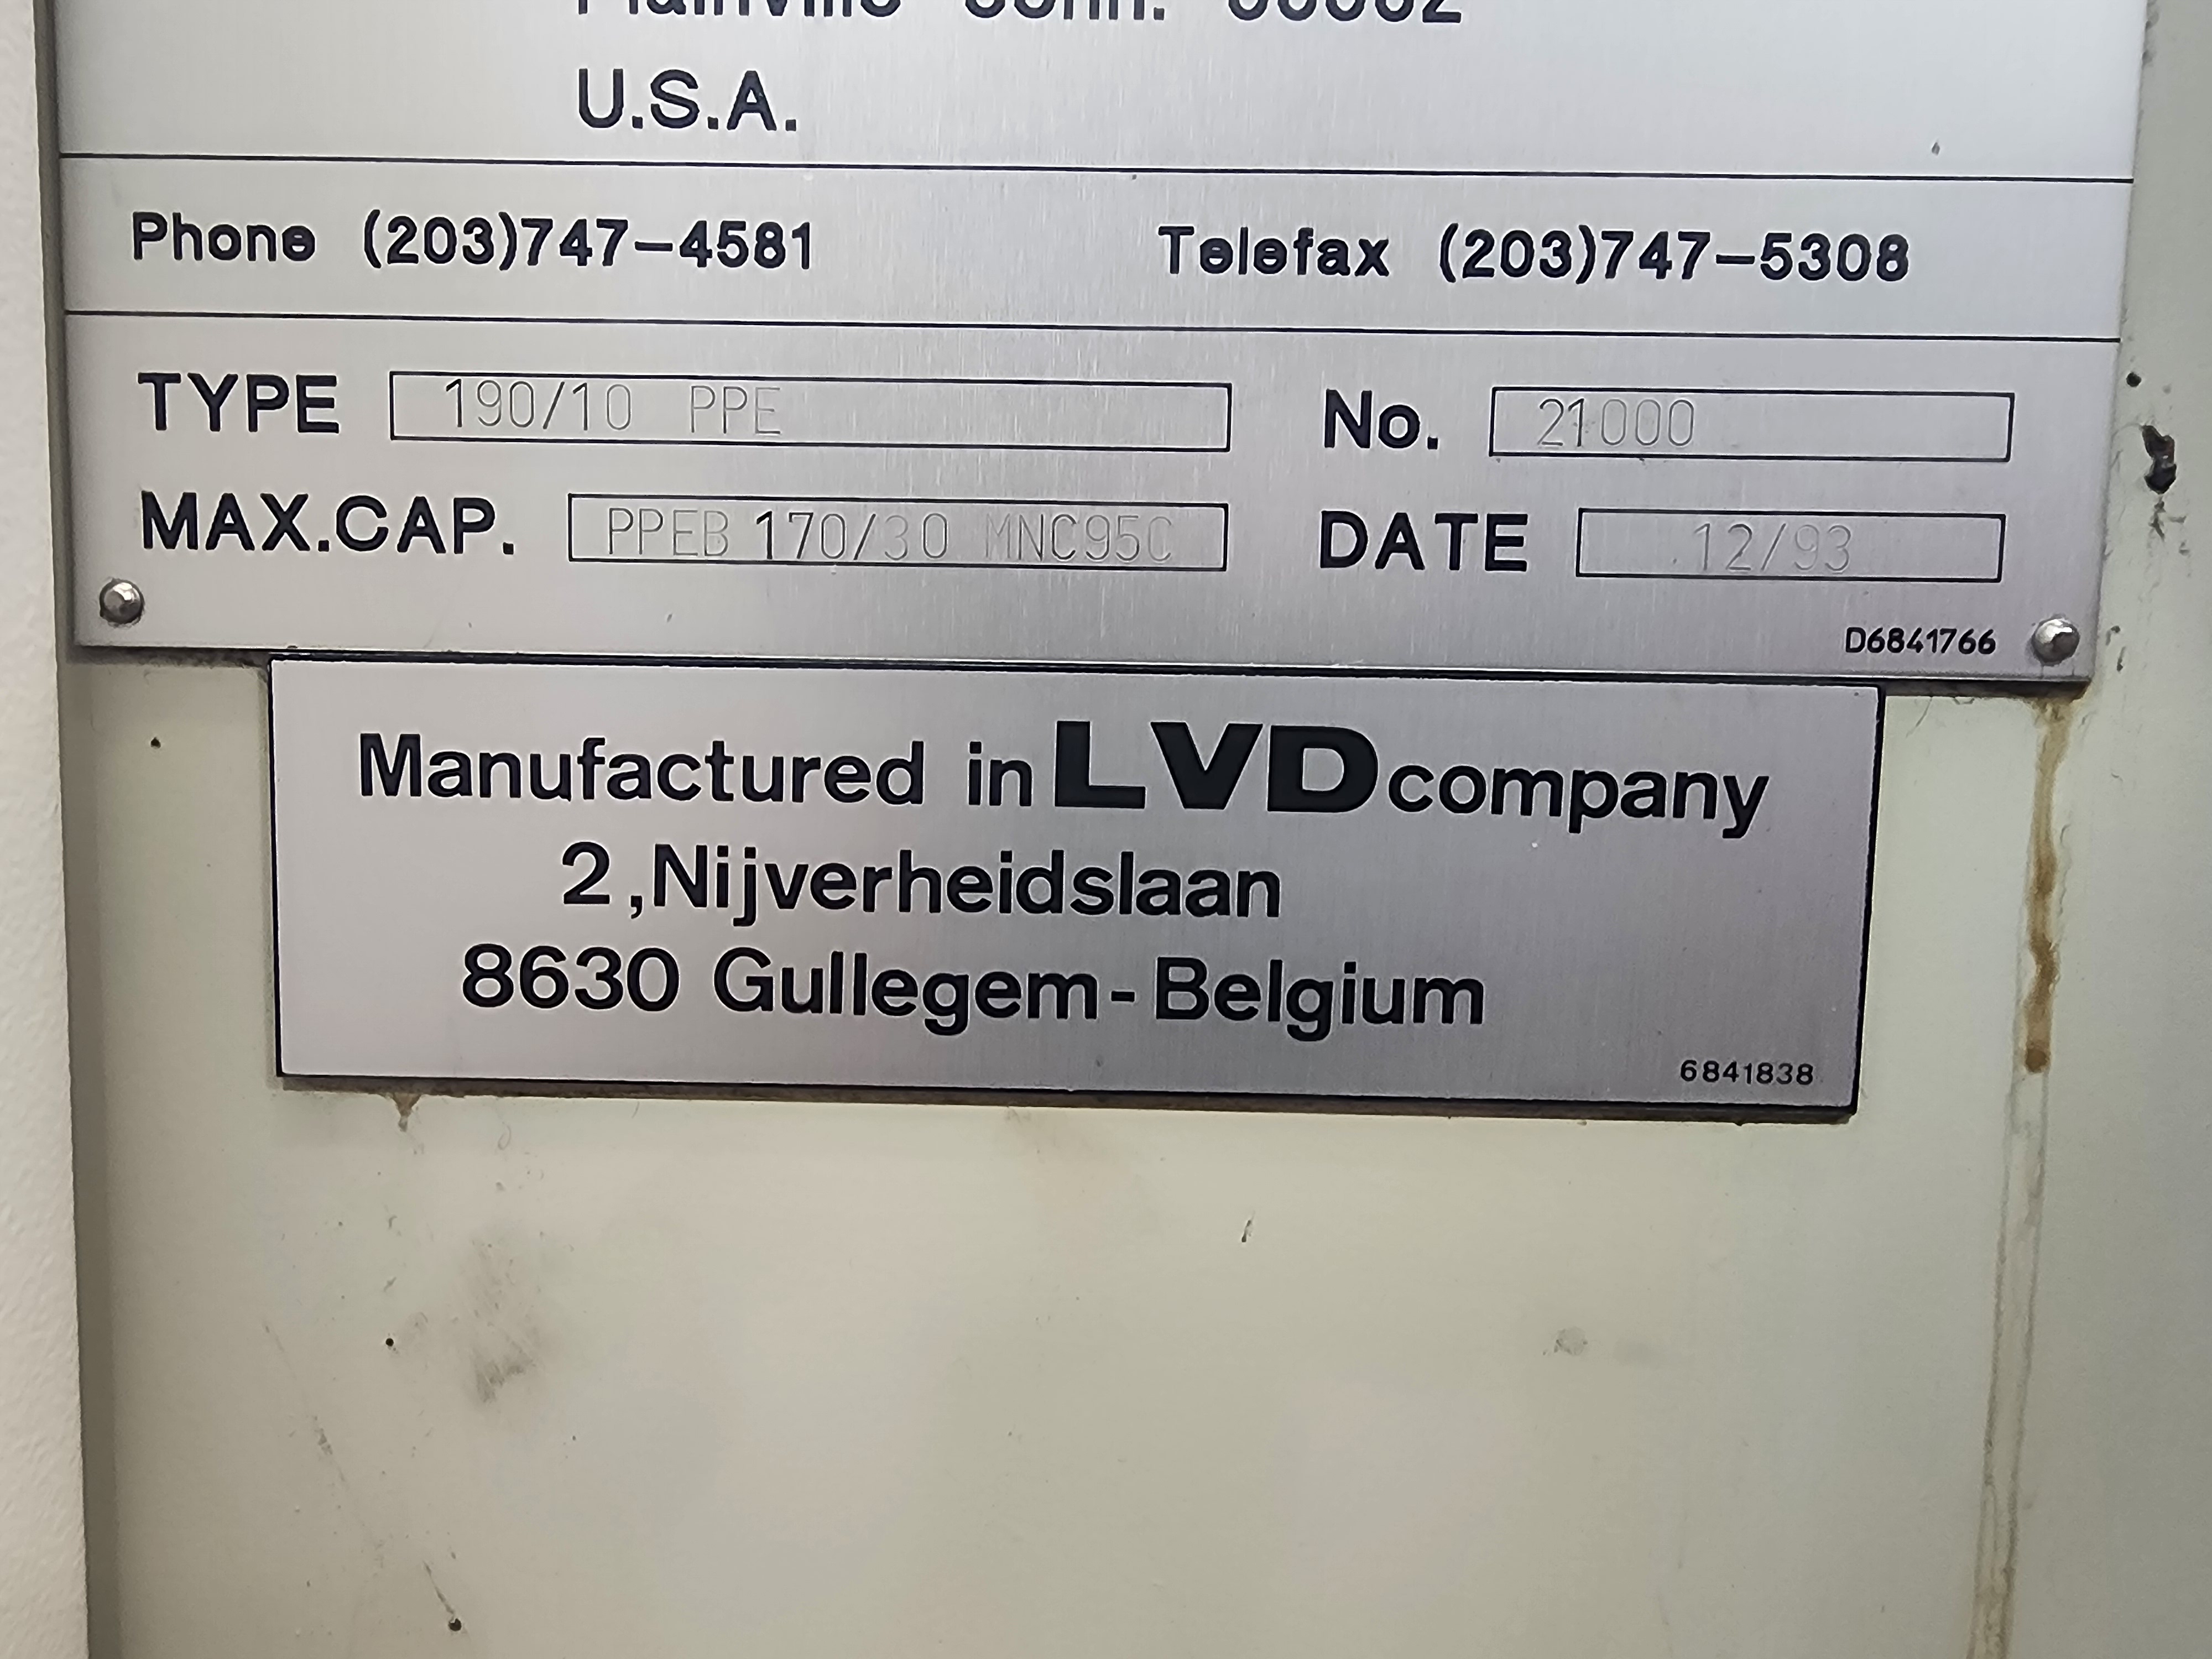 U.S.A.
Phone (203)747-4581 Telefax (203)747-5308
TYPE 190/10 PPE No. 21000
MAX.CAP. PPEB 170/30 MNC95C DATE 12/93
D6841766
Manufactured in LVD company
2,Nijverheidslaan
8630 Gullegem-Belgium
6841838